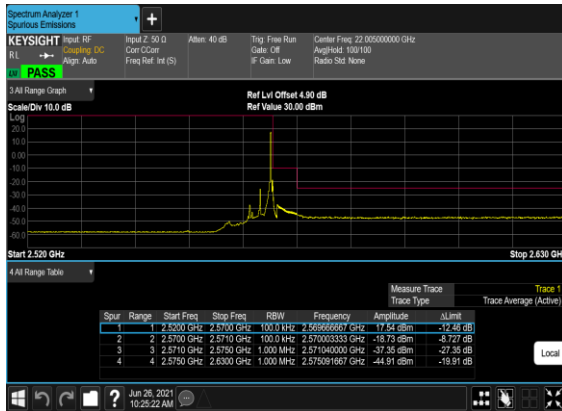 Spectrum Analyzer 1
Spurious Emissions
+
KEYSIGHT Input: RF Input Z: 50 Ω Atten: 40 dB Trig: Free Run Center Freq: 22.005000000 GHz
RL Coupling: DC Corr CCorr Gate: Off Avg|Hold: 100/100
Align: Auto Freq Ref: Int (S) IF Gain: Low Radio Std: None
PASS
3 All Range Graph
Ref Lvl Offset 4.90 dB
Scale/Div 10.0 dB Ref Value 30.00 dBm
Log
20.0
10.0
0.00
-10.0
-20.0
-30.0
-40.0
-50.0
-60.0
Start 2.520 GHz Stop 2.630 GHz
4 All Range Table
Measure Trace Trace 1
Trace Type Trace Average (Active)
Spur Range Start Freq Stop Freq RBW Frequency Amplitude ΔLimit
1 1 2.5200 GHz 2.5700 GHz 100.0 kHz 2.569666667 GHz 17.54 dBm -12.46 dB
2 2 2.5700 GHz 2.5710 GHz 100.0 kHz 2.570003333 GHz -18.73 dBm -8.727 dB
3 3 2.5710 GHz 2.5750 GHz 1.000 MHz 2.571040000 GHz -37.35 dBm -27.35 dB
4 4 2.5750 GHz 2.6300 GHz 1.000 MHz 2.575091667 GHz -44.91 dBm -19.91 dB
Local
? Jun 26, 2021
10:25:22 AM